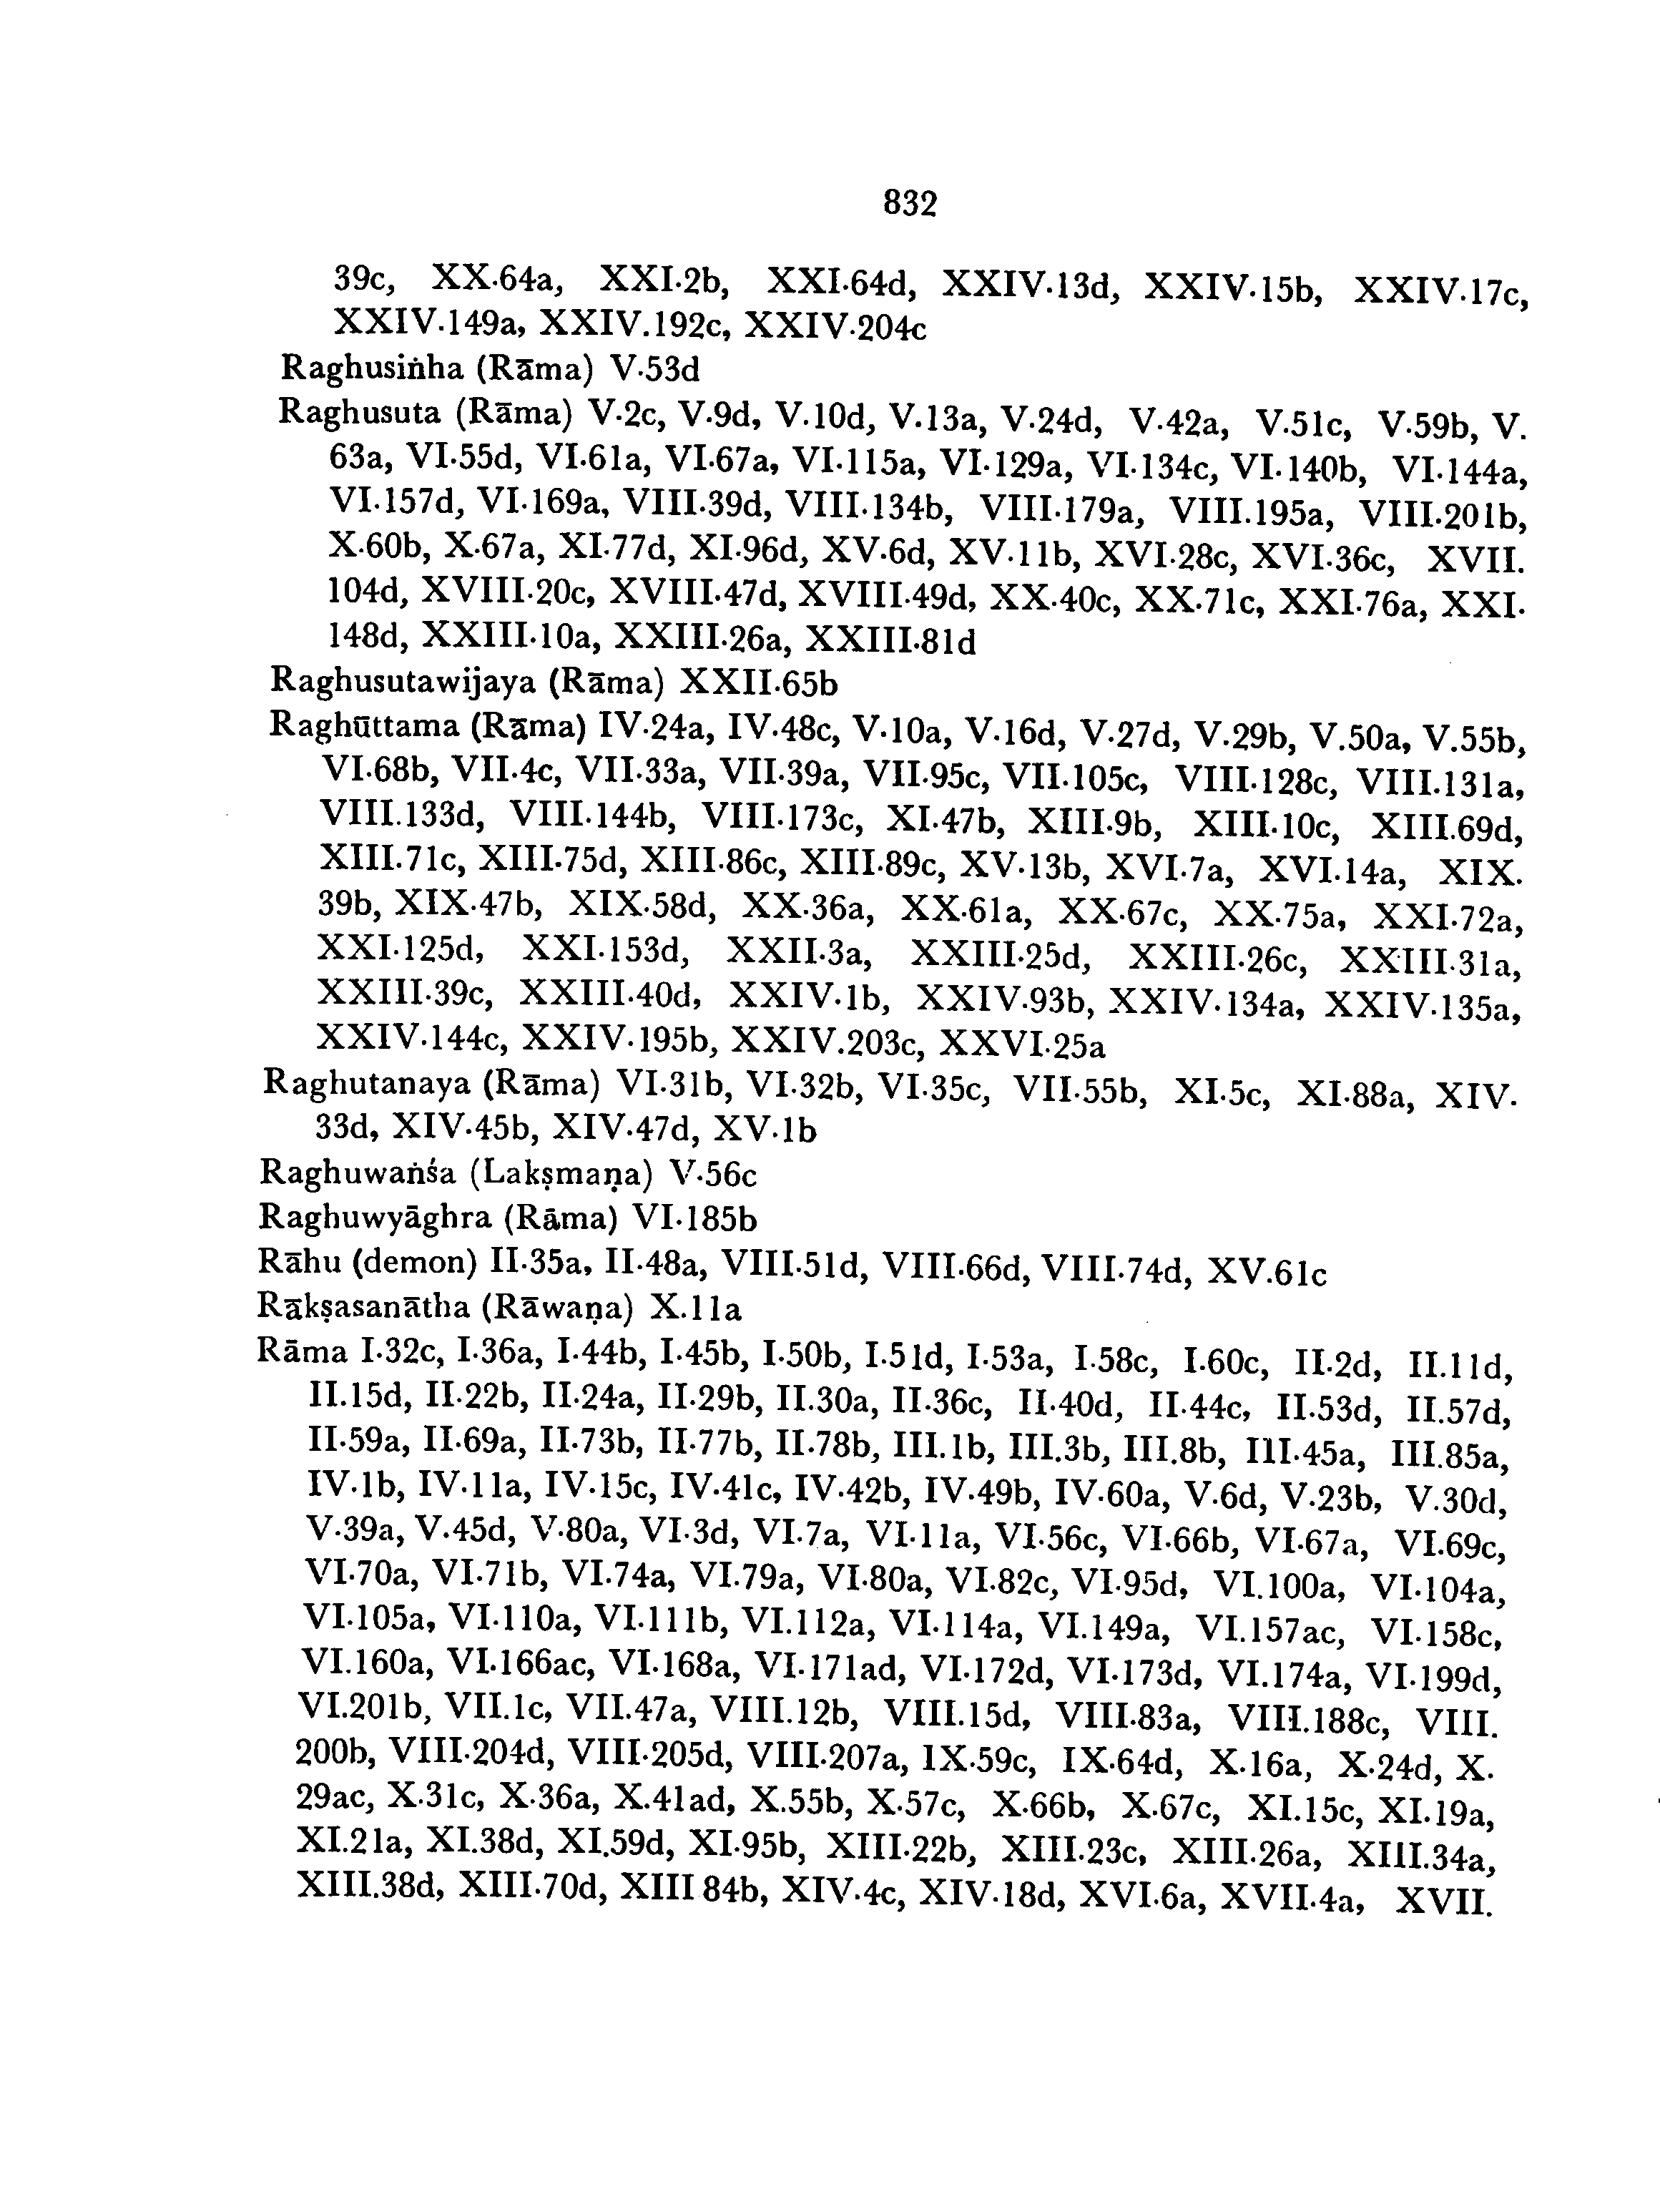 832
39c, XX.64a, XXI.2b, XXI.64d, XXIV.13d, XXIV.15b, XXIV.17c,
XXIV.149a, XXIV.192c, XXIV.204c
Raghusiṅha (Rāma) V.53d
Raghusuta (Rāma) V.2c, V.9d, V.10d, V.13a, V.24d, V.42a, V.51c, V.59b, V.
63a, VI.55d, VI.61a, VI.67a, VI.115a, VI.129a, VI.134c, VI.140b, VI.144a,
VI.157d, VI.169a, VIII.39d, VIII.134b, VIII.179a, VIII.195a, VIII.201b,
X.60b, X.67a, XI.77d, XI.96d, XV.6d, XV.11b, XVI.28c, XVI.36c, XVII.
104d, XVIII.20c, XVIII.47d, XVIII.49d, XX.40c, XX.71c, XXI.76a, XXI.
148d, XXIII.10a, XXIII.26a, XXIII.81d
Raghusutawijaya (Rāma) XXII.65b
Raghūttama (Rāma) IV.24a, IV.48c, V.10a, V.16d, V.27d, V.29b, V.50a, V.55b,
VI.68b, VII.4c, VII.33a, VII.39a, VII.95c, VII.105c, VIII.128c, VIII.131a,
VIII.133d, VIII.144b, VIII.173c, XI.47b, XIII.9b, XIII.10c, XIII.69d,
XIII.71c, XIII.75d, XIII.86c, XIII.89c, XV.13b, XVI.7a, XVI.14a, XIX.
39b, XIX.47b, XIX.58d, XX.36a, XX.61a, XX.67c, XX.75a, XXI.72a,
XXI.125d, XXI.153d, XXII.3a, XXIII.25d, XXIII.26c, XXIII.31a,
XXIII.39c, XXIII.40d, XXIV.1b, XXIV.93b, XXIV.134a, XXIV.135a,
XXIV.144c, XXIV.195b, XXIV.203c, XXVI.25a
Raghutanaya (Rāma) VI.31b, VI.32b, VI.35c, VII.55b, XI.5c, XI.88a, XIV.
33d, XIV.45b, XIV.47d, XV.1b
Raghuwaṅśa (Lakṣmaṇa) V.56c
Raghuwyāghra (Rāma) VI.185b
Rāhu (demon) II.35a, II.48a, VIII.51d, VIII.66d, VIII.74d, XV.61c
Rākṣasanātha (Rāwaṇa) X.11a
Rāma I.32c, I.36a, I.44b, I.45b, I.50b, I.51d, I.53a, I.58c, I.60c, II.2d, II.11d,
II.15d, II.22b, II.24a, II.29b, II.30a, II.36c, II.40d, II.44c, II.53d, II.57d,
II.59a, II.69a, II.73b, II.77b, II.78b, III.1b, III.3b, III.8b, III.45a, III.85a,
IV.1b, IV.11a, IV.15c, IV.41c, IV.42b, IV.49b, IV.60a, V.6d, V.23b, V.30d,
V.39a, V.45d, V.80a, VI.3d, VI.7a, VI.11a, VI.56c, VI.66b, VI.67a, VI.69c,
VI.70a, VI.71b, VI.74a, VI.79a, VI.80a, VI.82c, VI.95d, VI.100a, VI.104a,
VI.105a, VI.110a, VI.111b, VI.112a, VI.114a, VI.149a, VI.157ac, VI.158c,
VI.160a, VI.166ac, VI.168a, VI.171ad, VI.172d, VI.173d, VI.174a, VI.199d,
VI.201b, VII.1c, VII.47a, VIII.12b, VIII.15d, VIII.83a, VIII.188c, VIII.
200b, VIII.204d, VIII.205d, VIII.207a, IX.59c, IX.64d, X.16a, X.24d, X.
29ac, X.31c, X.36a, X.41ad, X.55b, X.57c, X.66b, X.67c, XI.15c, XI.19a,
XI.21a, XI.38d, XI.59d, XI.95b, XIII.22b, XIII.23c, XIII.26a, XIII.34a,
XIII.38d, XIII.70d, XIII 84b, XIV.4c, XIV.18d, XVI.6a, XVII.4a, XVII.